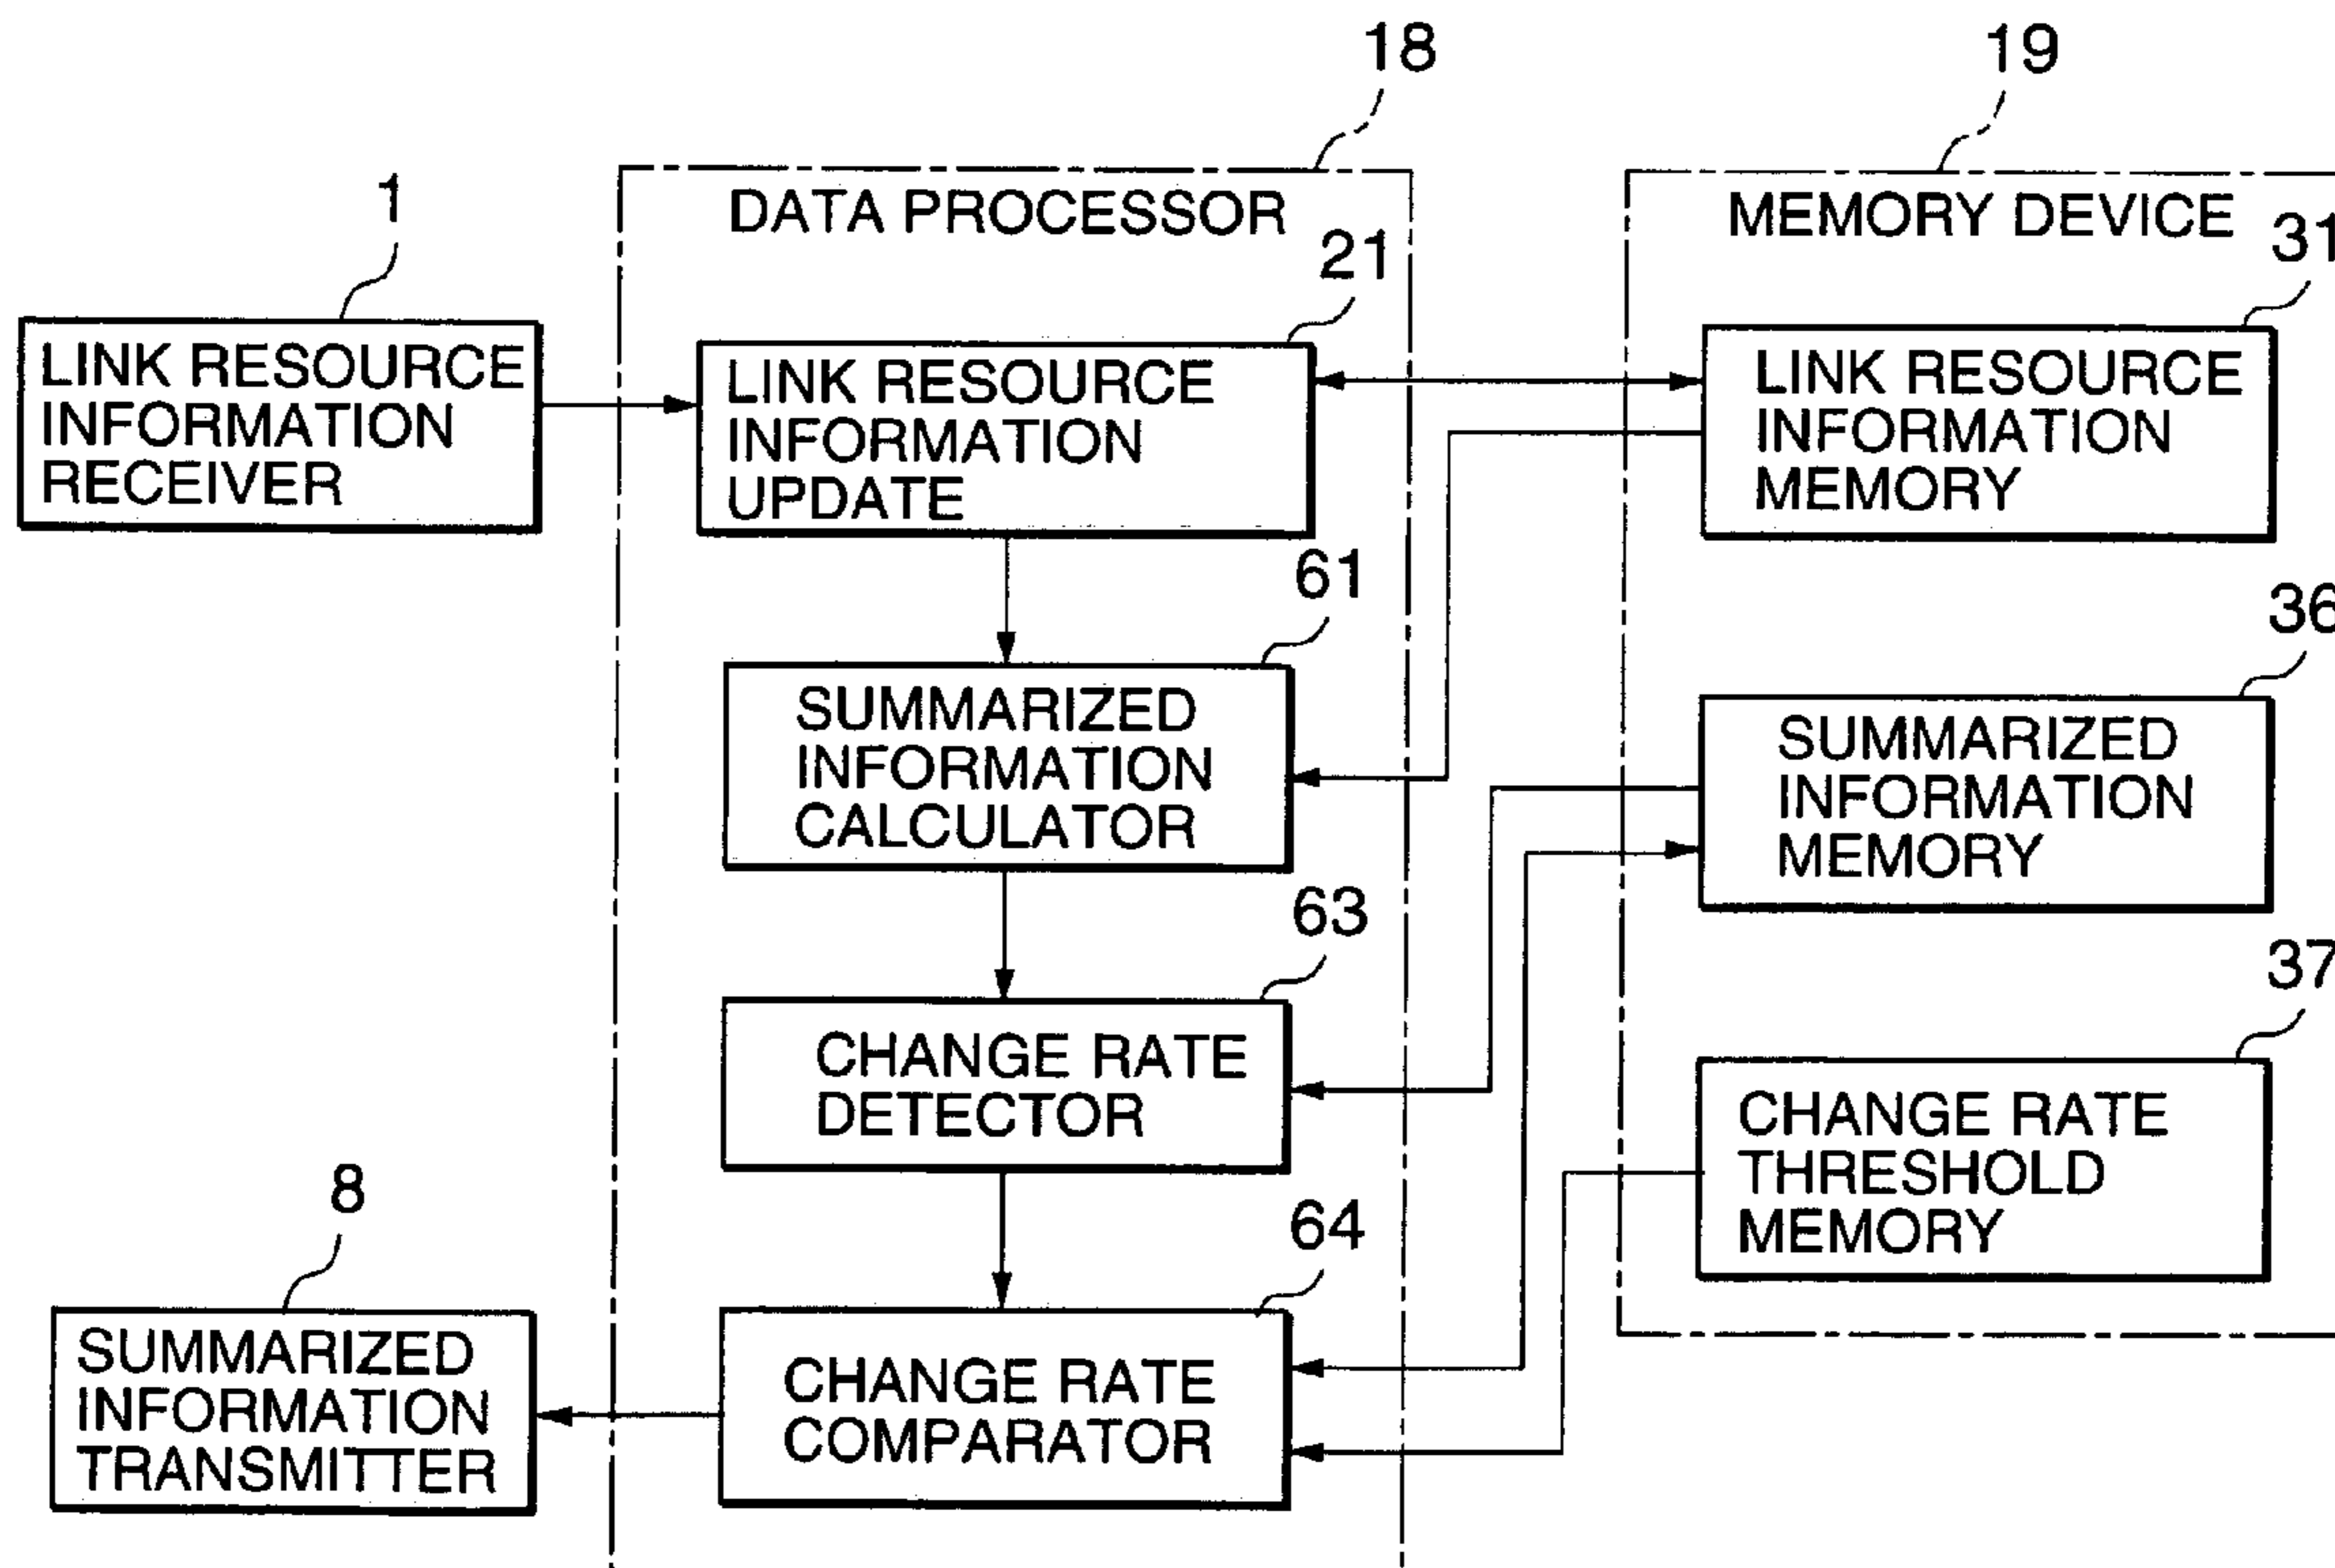 18
19
1
DATA PROCESSOR
MEMORY DEVICE
21
31
LINK RESOURCE
INFORMATION
RECEIVER
LINK RESOURCE
INFORMATION
UPDATE
LINK RESOURCE
INFORMATION
MEMORY
61
36
SUMMARIZED
INFORMATION
CALCULATOR
SUMMARIZED
INFORMATION
MEMORY
63
37
CHANGE RATE
DETECTOR
CHANGE RATE
THRESHOLD
MEMORY
8
64
SUMMARIZED
INFORMATION
TRANSMITTER
CHANGE RATE
COMPARATOR